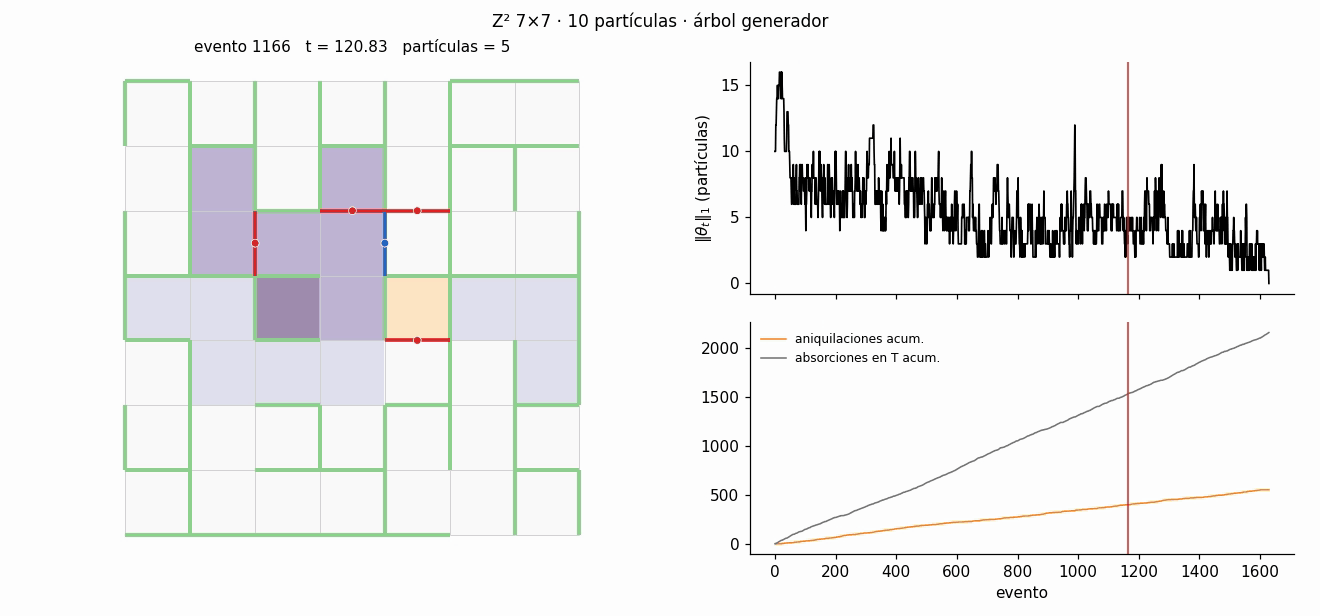 Z² 7×7 · 10 partículas · árbol generador
evento 1166   t = 120.83   partículas = 5
‖θₜ‖₁ (partículas)
15
10
5
0
aniquilaciones acum.
absorciones en T acum.
2000
1500
1000
500
0
0 200 400 600 800 1000 1200 1400 1600
evento